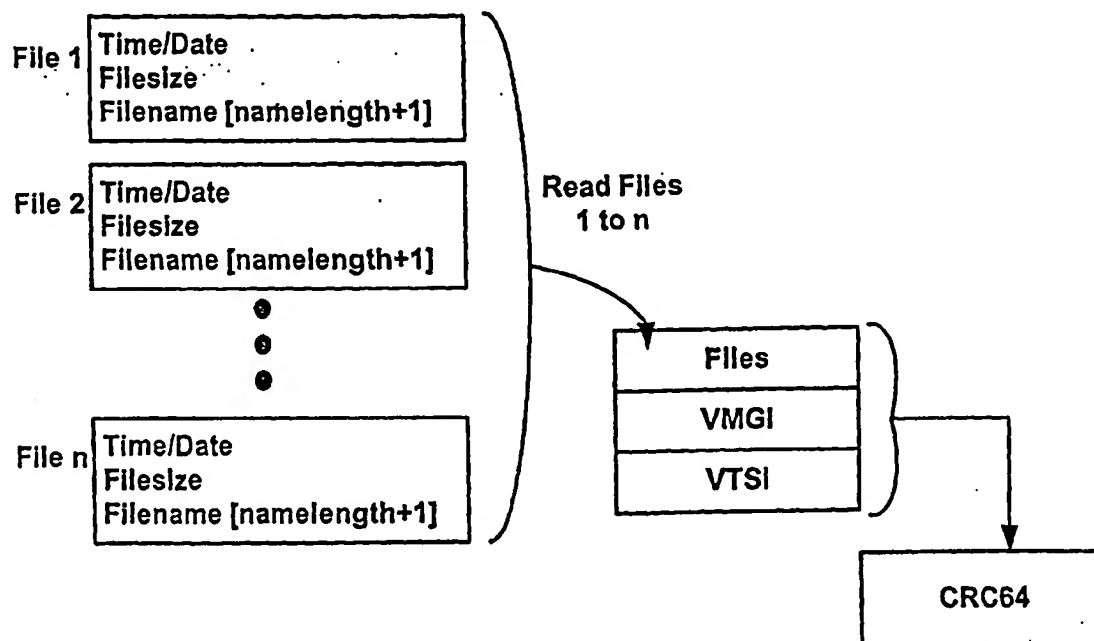 File 1
Time/Date
Filesize
Filename [namelength+1]
File 2
Time/Date
Filesize
Filename [namelength+1]
Read Files
1 to n
File n
Time/Date
Filesize
Filename [namelength+1]
Files
VMGI
VTSI
CRC64